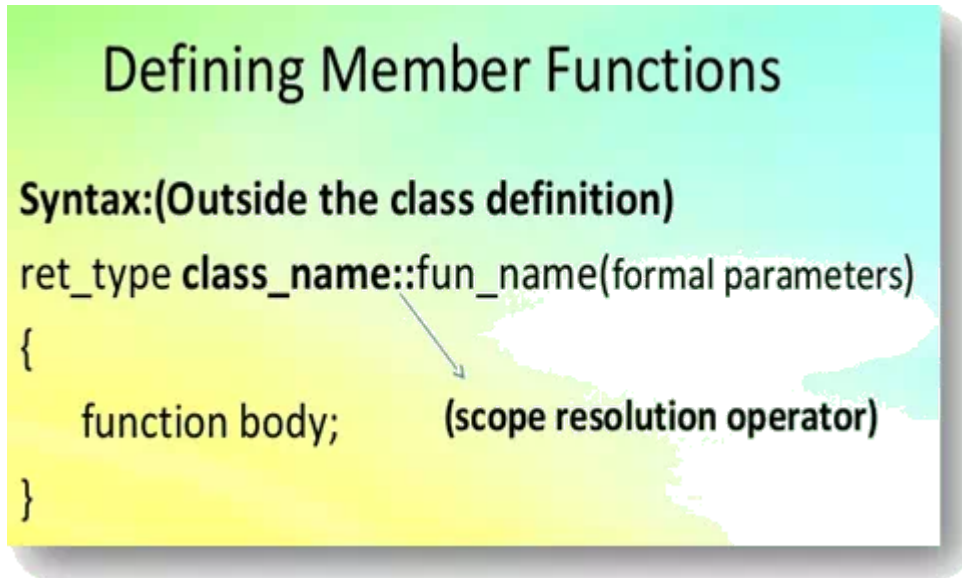 Defining Member Functions
Syntax:(Outside the class definition)
ret_type class_name::fun_name(formal parameters)
{
function body; (scope resolution operator)
}